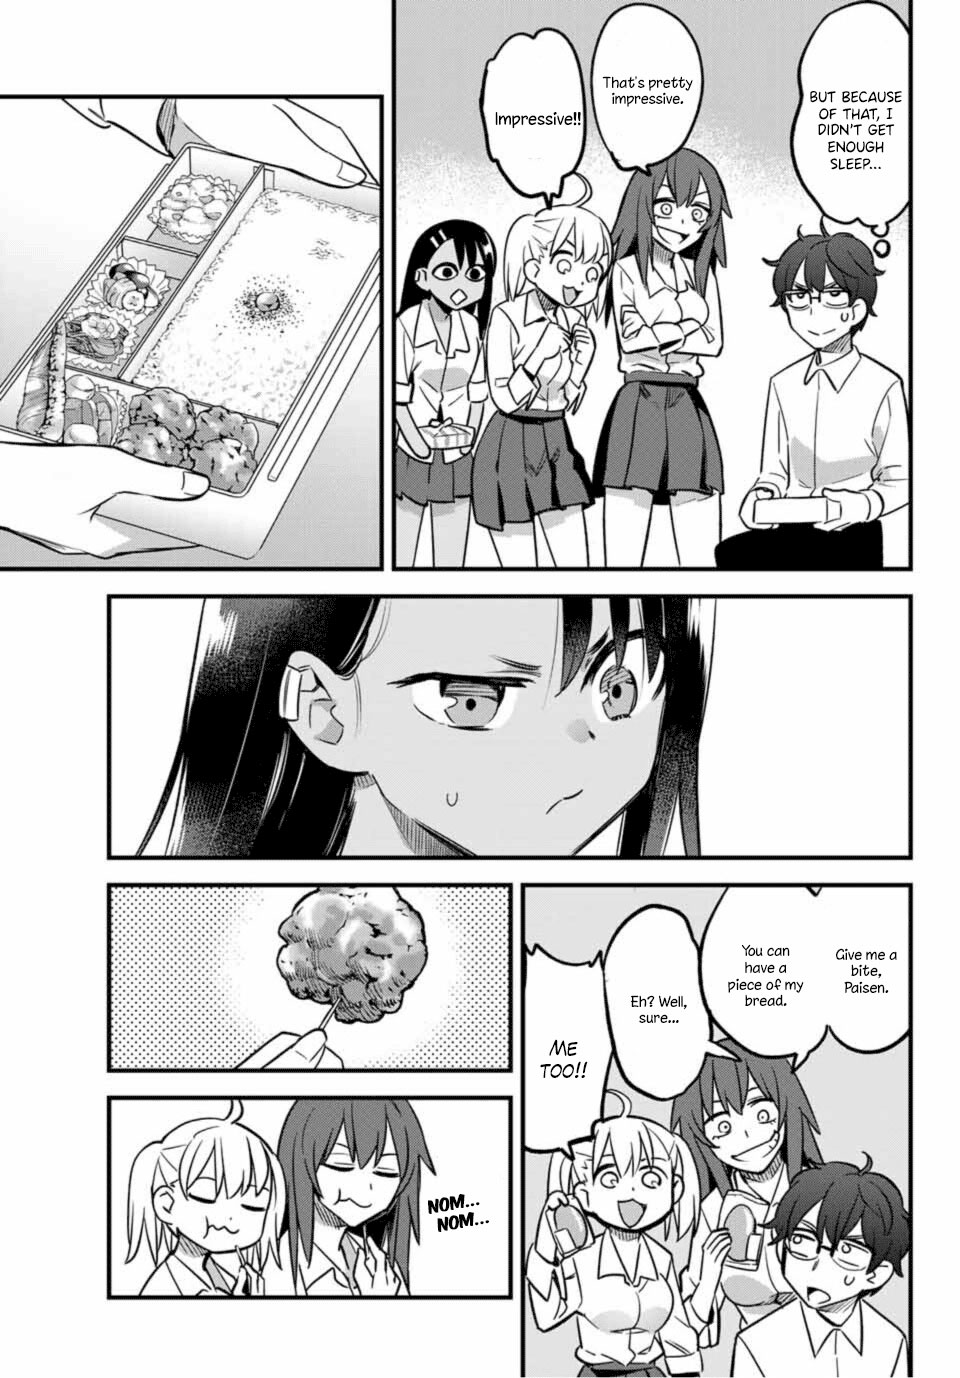 BUT BECAUSE
OF THAT, I
DIDN'T GET
ENOUGH
SLEEP...
That's pretty
impressive.
Impressive!!
Give me a
bite,
Paisen.
You can
have a
piece of my
bread.
Eh? Well,
sure...
ME
TOO!!
NOM...
NOM...